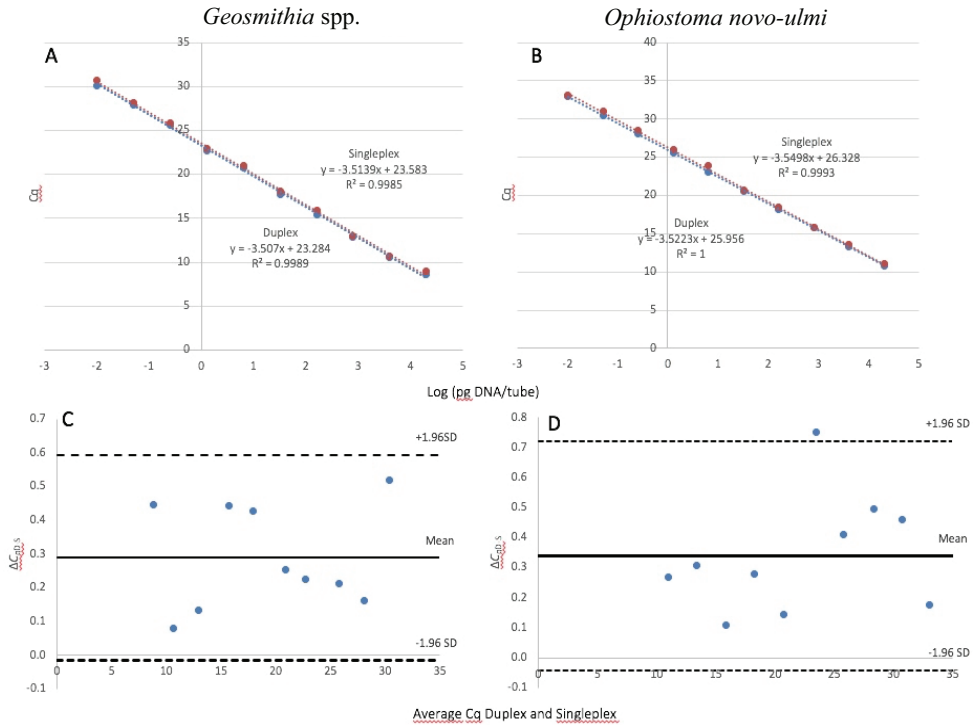 Geosmithia spp.
Ophiostoma novo-ulmi
A
35
30
25
20
15
10
5
0
Cq
Singleplex
y = -3.5139x + 23.583
R² = 0.9985
Duplex
y = -3.507x + 23.284
R² = 0.9989
-3 -2 -1 0 1 2 3 4 5
B
40
35
30
25
20
15
10
5
0
Cq
Singleplex
y = -3.5498x + 26.328
R² = 0.9993
Duplex
y = -3.5223x + 25.956
R² = 1
-3 -2 -1 0 1 2 3 4 5
Log (pg DNA/tube)
C
0.7
0.6
0.5
0.4
0.3
0.2
0.1
0.0
-0.1
ΔCqD_S
+1.96SD
Mean
-1.96 SD
0 5 10 15 20 25 30 35
D
0.8
0.7
0.6
0.5
0.4
0.3
0.2
0.1
0.0
-0.1
ΔCqD_S
+1.96 SD
Mean
-1.96 SD
0 5 10 15 20 25 30 35
Average Cq Duplex and Singleplex